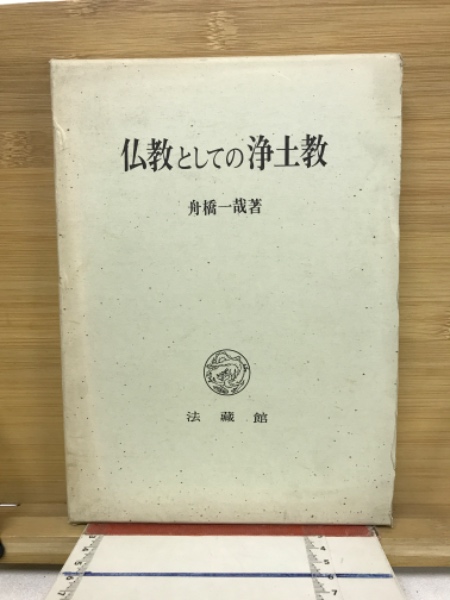 仏教としての浄土教
舟橋一哉著
法藏館